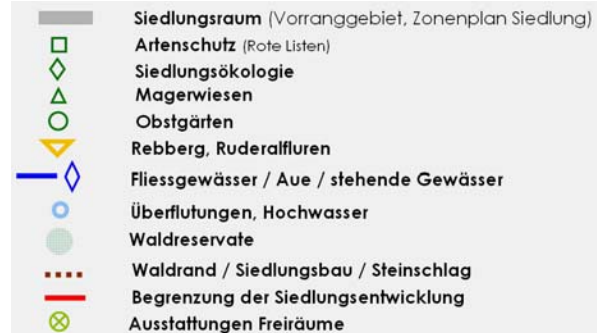 Siedlungsraum (Vorranggebiet, Zonenplan Siedlung)
Artenschutz (Rote Listen)
Siedlungsökologie
Magerwiesen
Obstgärten
Rebberg, Ruderalfluren
Fliessgewässer / Aue / stehende Gewässer
Überflutungen, Hochwasser
Waldreservate
Waldrand / Siedlungsbau / Steinschlag
Begrenzung der Siedlungsentwicklung
Ausstattungen Freiräume